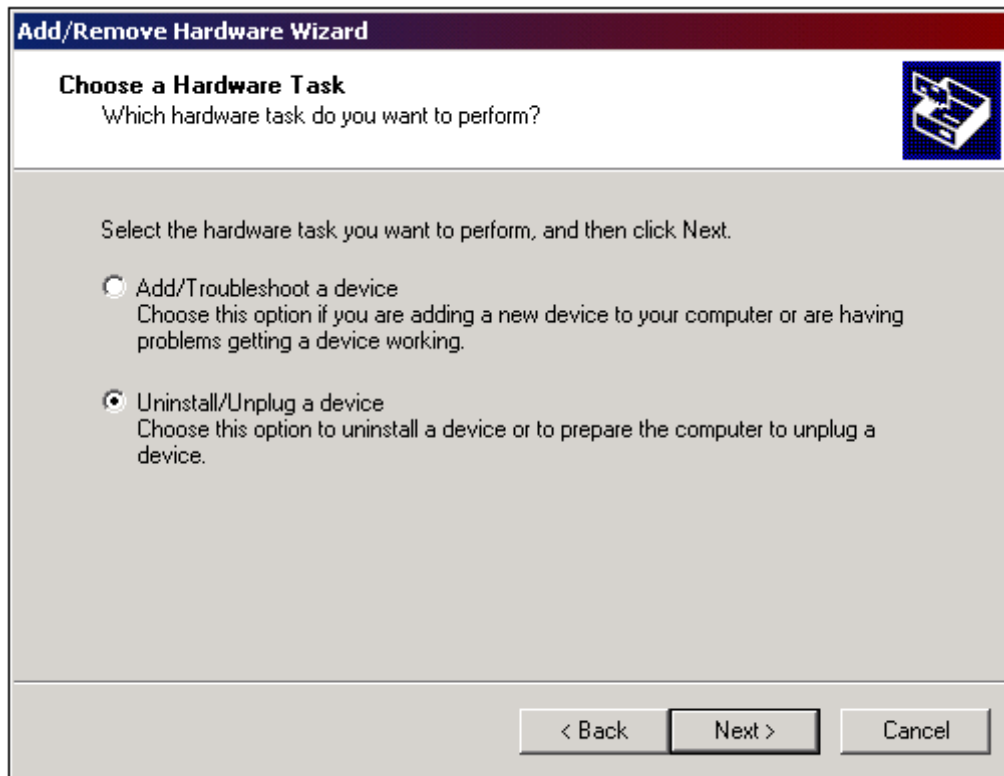 Add/Remove Hardware Wizard
Choose a Hardware Task
Which hardware task do you want to perform?
Select the hardware task you want to perform, and then click Next.
Add/Troubleshoot a device
Choose this option if you are adding a new device to your computer or are having
problems getting a device working.
Uninstall/Unplug a device
Choose this option to uninstall a device or to prepare the computer to unplug a
device.
< Back Next > Cancel